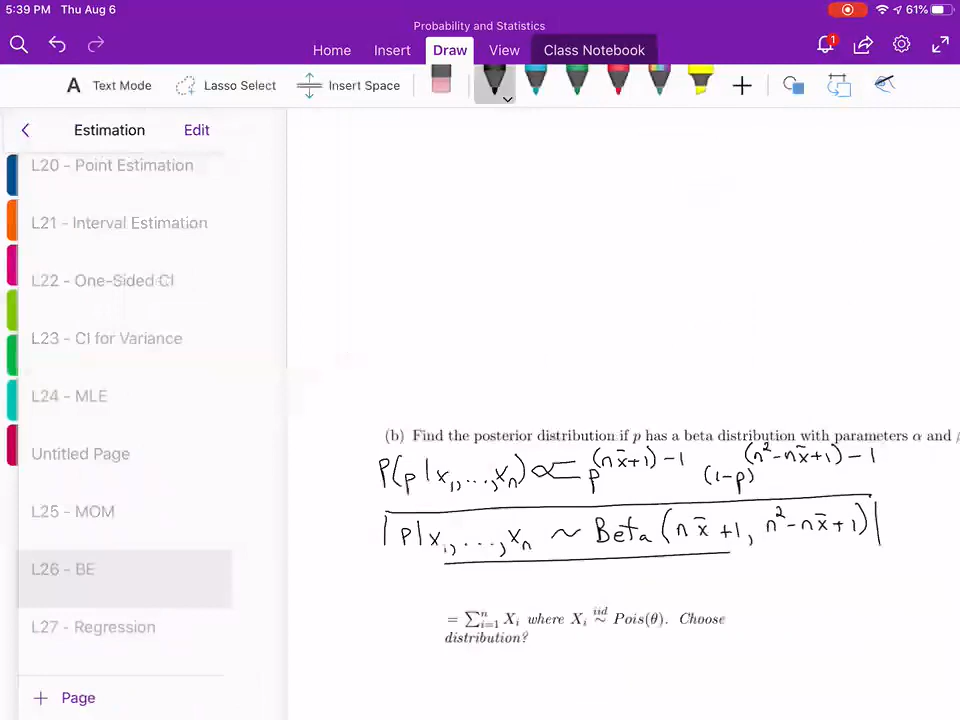 5:39 PM Thu Aug 6 61%
Probability and Statistics
Home Insert Draw View Class Notebook 1
A Text Mode Lasso Select Insert Space
Estimation Edit
L20 - Point Estimation
L21 - Interval Estimation
L22 - One-Sided CI
L23 - CI for Variance
L24 - MLE
Untitled Page
L25 - MOM
L26 - BE
L27 - Regression
+ Page
(b) Find the posterior distribution if p has a beta distribution with parameters α and
P(p|x₁,...,xₙ) ∝ p^((nx̄+1)-1) (1-p)^((n²-nx̄+1)-1)
p|x₁,...,xₙ ~ Beta(nx̄+1, n²-nx̄+1)
= ∑ⁿᵢ₌₁ Xᵢ where Xᵢ iid ~ Pois(θ). Choose
distribution?